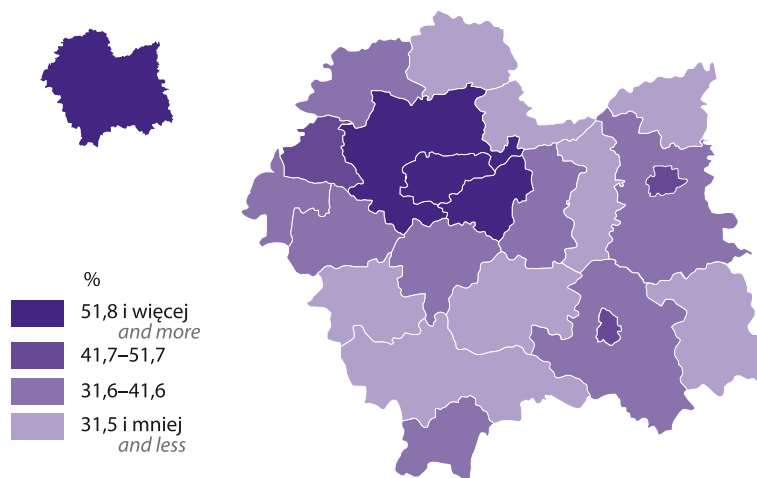 %
51,8 i więcej
and more
41,7–51,7
31,6–41,6
31,5 i mniej
and less